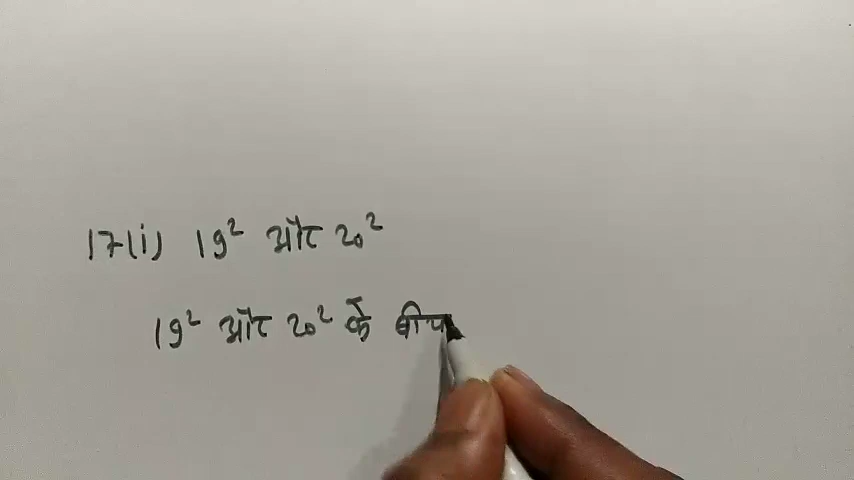 17(i) 19² और 20²
19² और 20² के बीच